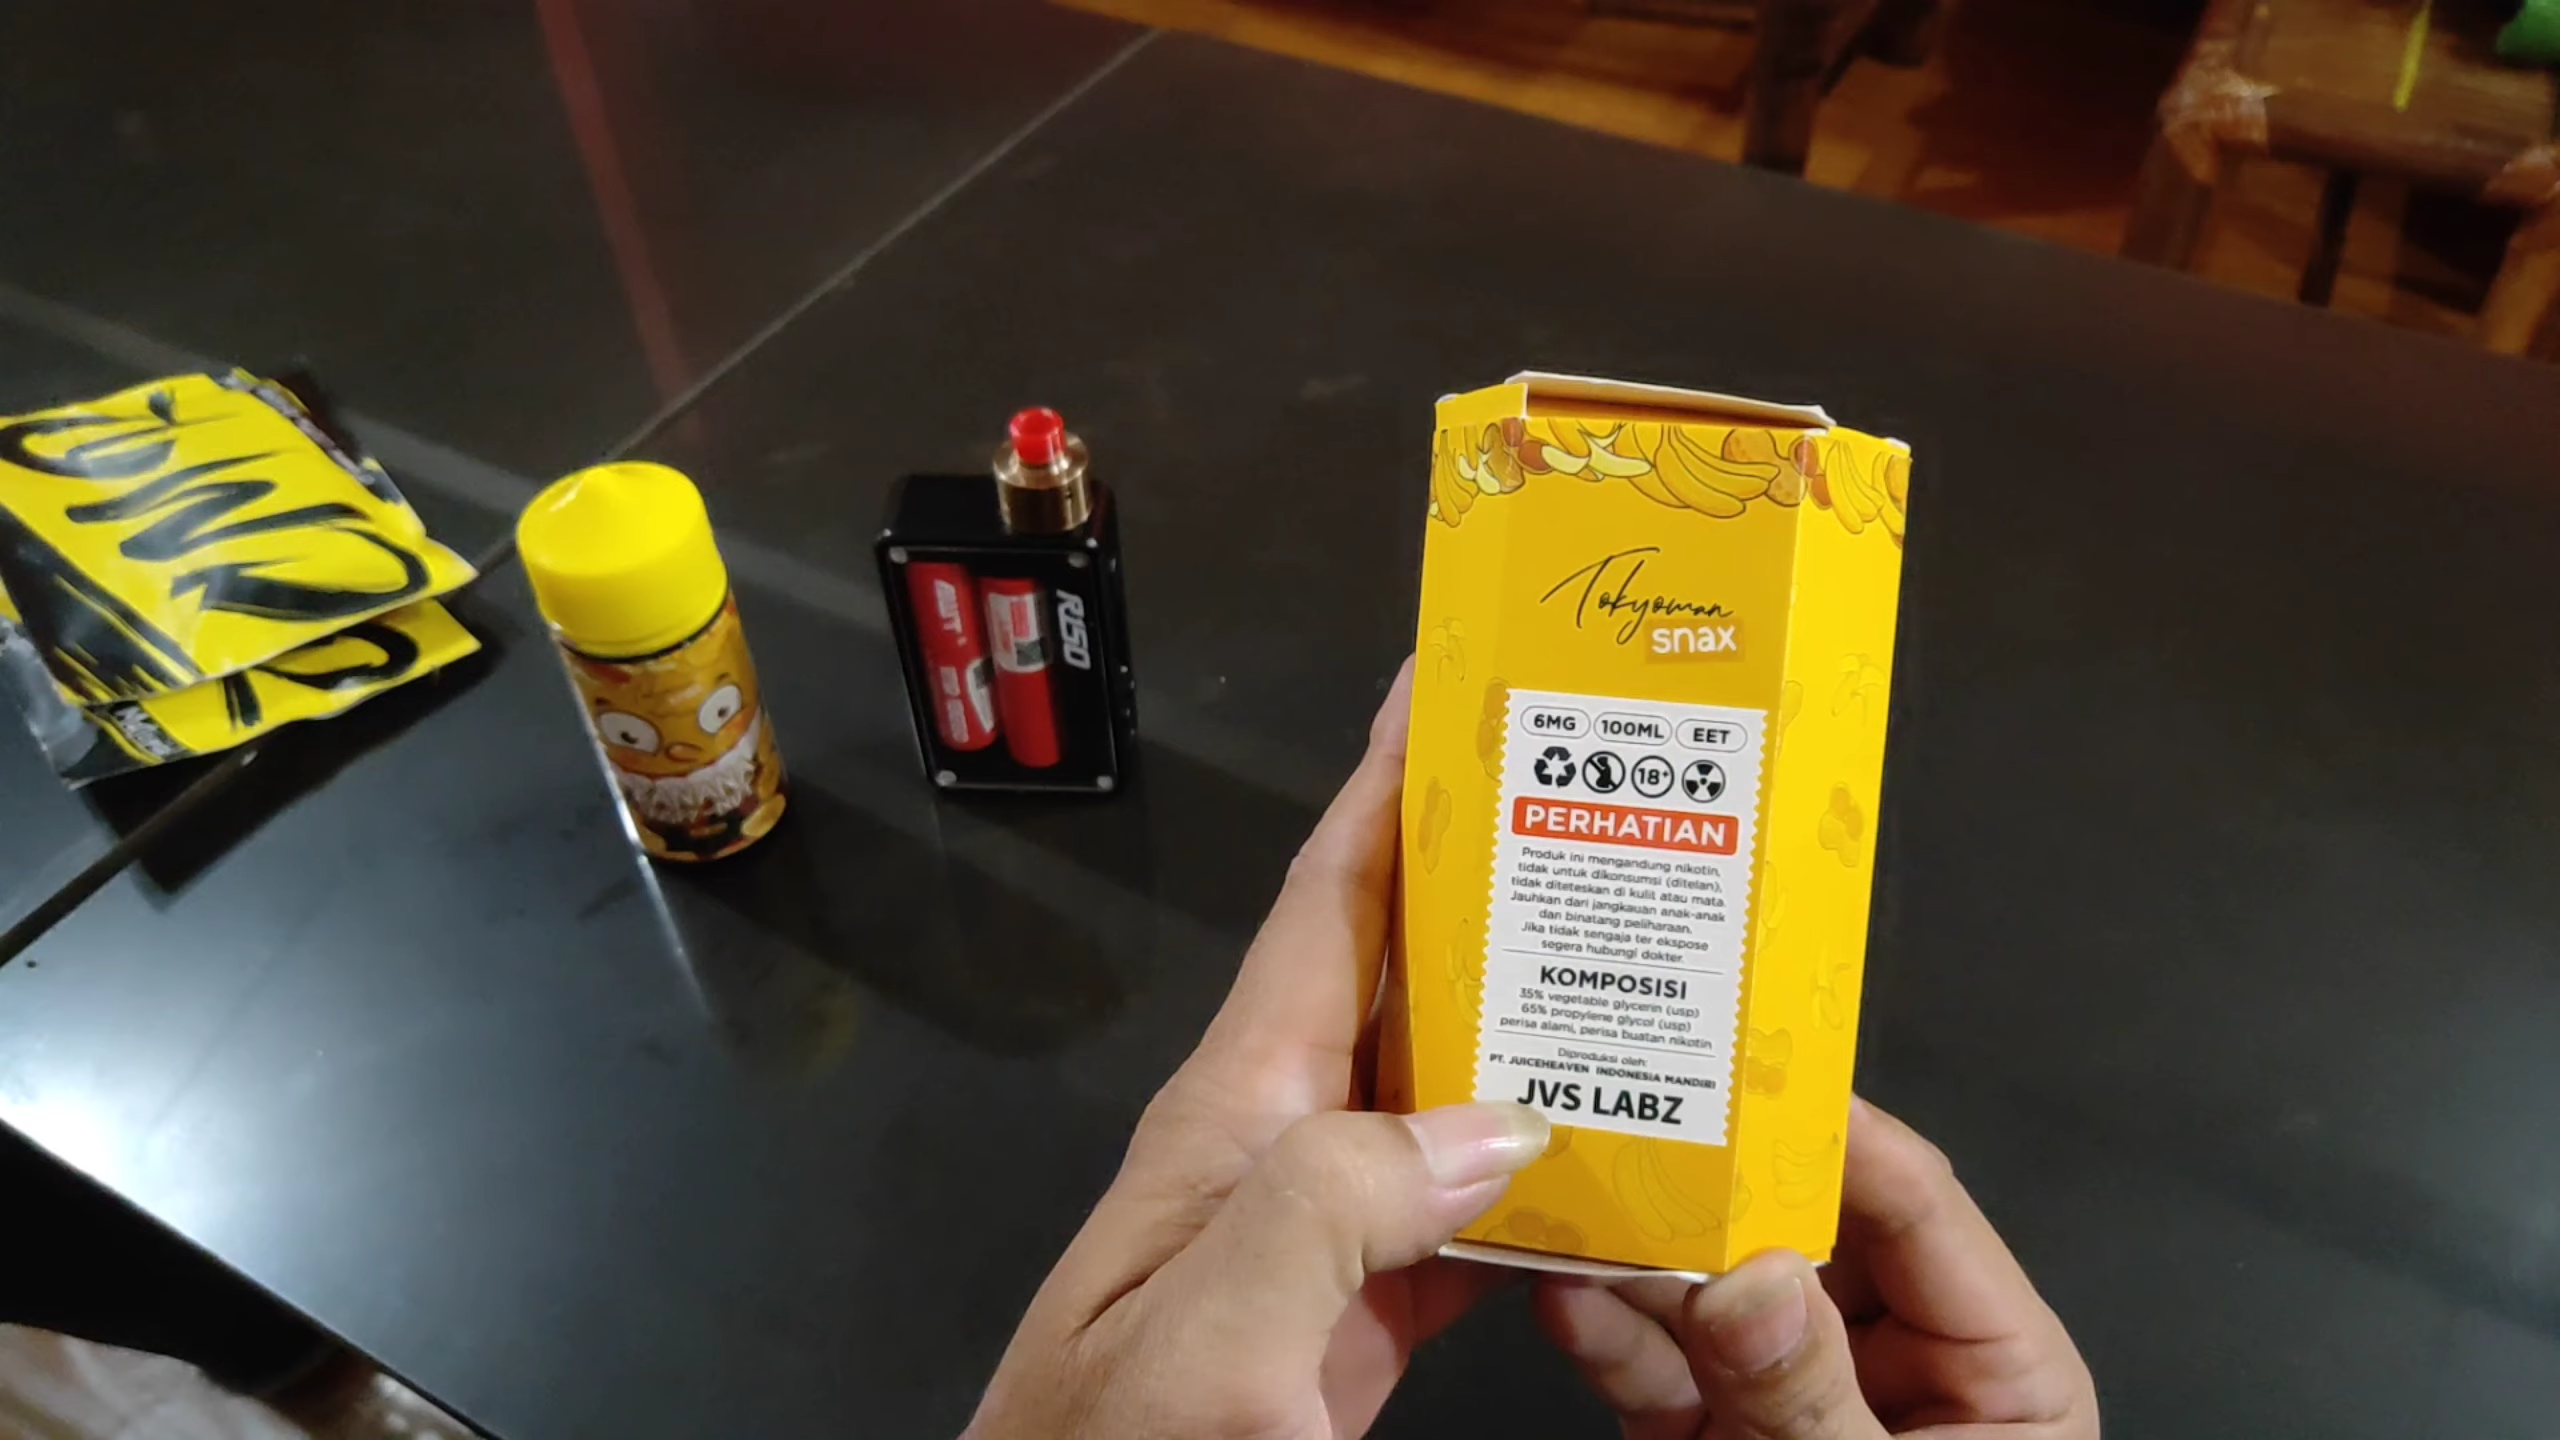 Tokyoman
snax
6MG 100ML EET
18+
PERHATIAN
Produk ini mengandung nikotin,
tidak untuk dikonsumsi (ditelan),
tidak diteteskan di kulit atau mata.
Jauhkan dari jangkauan anak-anak
dan binatang peliharaan.
Jika tidak sengaja ter ekspose
segera hubungi dokter.
KOMPOSISI
35% vegetable glycerin (usp)
65% propylene glycol (usp)
perisa alami, perisa buatan nikotin
Diproduksi oleh:
PT. JUICEHEAVEN INDONESIA MANDIRI
JVS LABZ